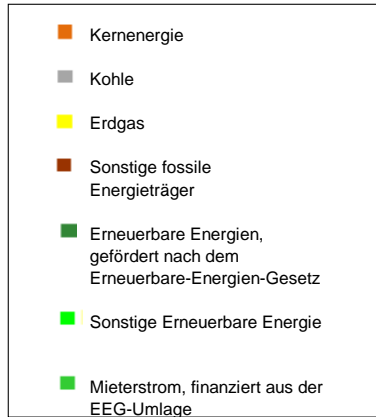 Kernenergie
Kohle
Erdgas
Sonstige fossile
Energieträger
Erneuerbare Energien,
gefördert nach dem
Erneuerbare-Energien-Gesetz
Sonstige Erneuerbare Energie
Mieterstrom, finanziert aus der
EEG-Umlage